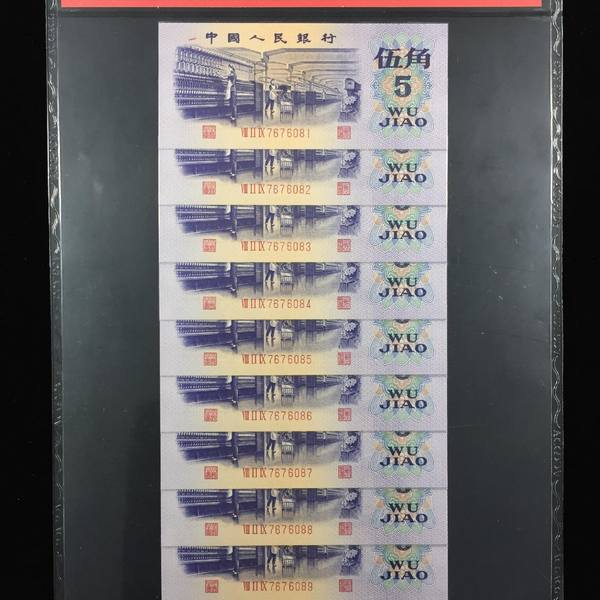 中國人民銀行
伍角
5
WU
JIAO
VIII II IX 7676081
VIII II IX 7676082
WU
JIAO
VIII II IX 7676083
WU
JIAO
VIII II IX 7676084
WU
JIAO
VIII II IX 7676085
WU
JIAO
VIII II IX 7676086
WU
JIAO
VIII II IX 7676087
WU
JIAO
VIII II IX 7676088
WU
JIAO
VIII II IX 7676089
WU
JIAO